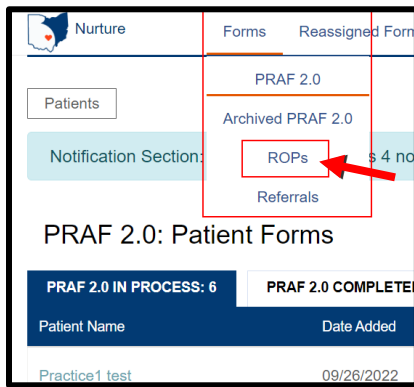 Nurture
Forms
Reassigned Form
PRAF 2.0
Archived PRAF 2.0
ROPs
Referrals
Patients
Notification Section:
s 4 no
PRAF 2.0: Patient Forms
PRAF 2.0 IN PROCESS: 6
PRAF 2.0 COMPLETE
Patient Name
Date Added
Practice1 test
09/26/2022